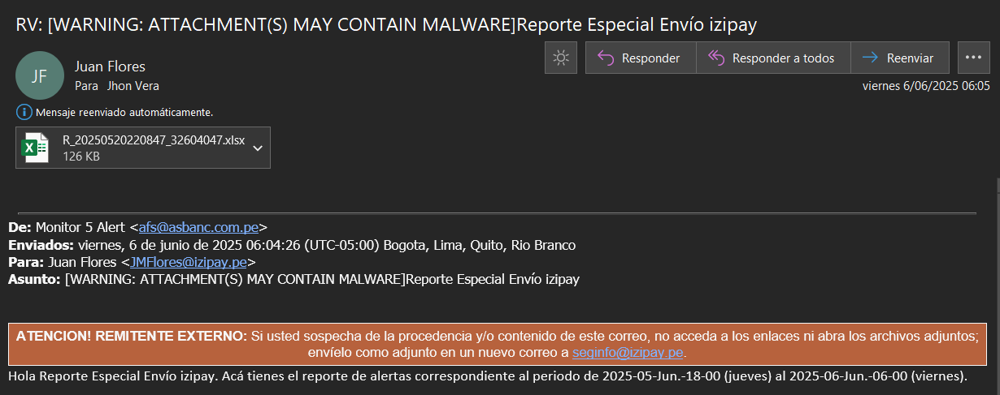 RV: [WARNING: ATTACHMENT(S) MAY CONTAIN MALWARE]Reporte Especial Envío izipay
JF
Juan Flores
Para Jhon Vera
Responder
Responder a todos
Reenviar
viernes 6/06/2025 06:05
Mensaje reenviado automáticamente.
R_20250520220847_32604047.xlsx
126 KB
De: Monitor 5 Alert <afs@asbanc.com.pe>
Enviados: viernes, 6 de junio de 2025 06:04:26 (UTC-05:00) Bogota, Lima, Quito, Rio Branco
Para: Juan Flores <JMFlores@izipay.pe>
Asunto: [WARNING: ATTACHMENT(S) MAY CONTAIN MALWARE]Reporte Especial Envío izipay
ATENCION! REMITENTE EXTERNO: Si usted sospecha de la procedencia y/o contenido de este correo, no acceda a los enlaces ni abra los archivos adjuntos;
envíelo como adjunto en un nuevo correo a seginfo@izipay.pe.
Hola Reporte Especial Envío izipay. Acá tienes el reporte de alertas correspondiente al periodo de 2025-05-Jun.-18-00 (jueves) al 2025-06-Jun.-06-00 (viernes).